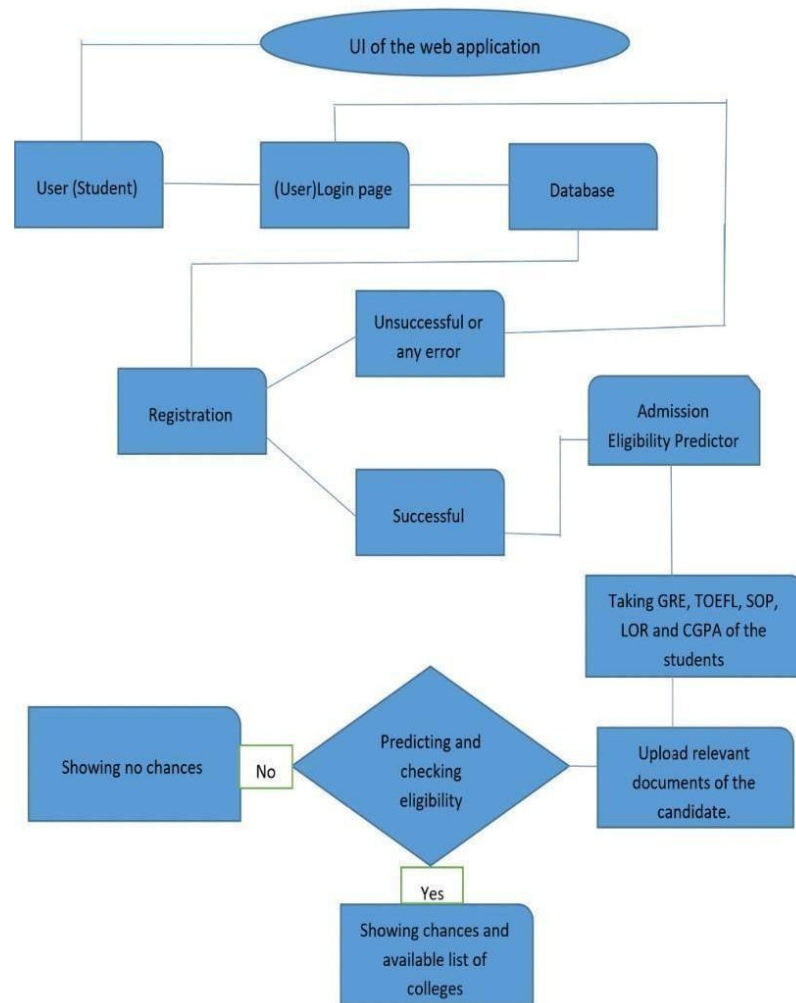 UI of the web application
User (Student)
(User)Login page
Database
Unsuccessful or
any error
Registration
Admission
Eligibility Predictor
Successful
Taking GRE, TOEFL, SOP,
LOR and CGPA of the
students
Showing no chances
No
Predicting and
checking
eligibility
Upload relevant
documents of the
candidate.
Yes
Showing chances and
available list of
colleges